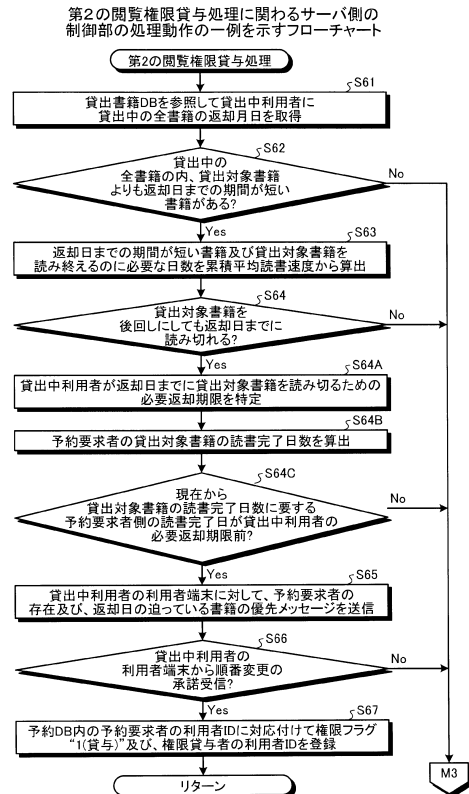 第2の閲覧権限貸与処理に関わるサーバ側の
制御部の処理動作の一例を示すフローチャート
第2の閲覧権限貸与処理
S61
貸出書籍DBを参照して貸出中利用者に
貸出中の全書籍の返却月日を取得
S62
貸出中の
全書籍の内、貸出対象書籍
よりも返却日までの期間が短い
書籍がある?
No
Yes
S63
返却日までの期間が短い書籍及び貸出対象書籍を
読み終えるのに必要な日数を累積平均読書速度から算出
S64
貸出対象書籍を
後回しにしても返却日までに
読み切れる?
No
Yes
S64A
貸出中利用者が返却日までに貸出対象書籍を読み切るための
必要返却期限を特定
S64B
予約要求者の貸出対象書籍の読書完了日数を算出
S64C
現在から
貸出対象書籍の読書完了日数に要する
予約要求者側の読書完了日が貸出中利用者の
必要返却期限前?
No
Yes
S65
貸出中利用者の利用者端末に対して、予約要求者の
存在及び、返却日の迫っている書籍の優先メッセージを送信
S66
貸出中利用者の
利用者端末から順番変更の
承諾受信?
No
Yes
S67
予約DB内の予約要求者の利用者IDに対応付けて権限フラグ
“1(貸与)”及び、権限貸与者の利用者IDを登録
リターン
M3